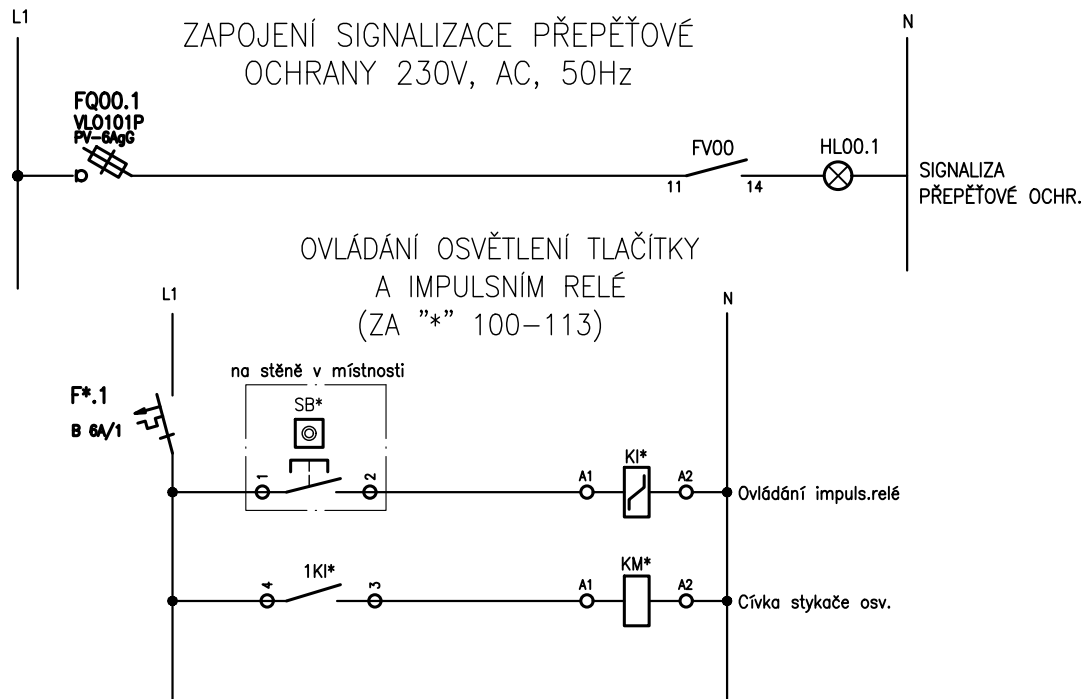 L1
N
ZAPOJENÍ SIGNALIZACE PŘEPĚŤOVÉ
OCHRANY 230V, AC, 50Hz
FQ00.1
VLO101P
PV-6AgG
FV00
HL00.1
11
14
SIGNALIZA
PŘEPĚŤOVÉ OCHR.
OVLÁDÁNÍ OSVĚTLENÍ TLAČÍTKY
A IMPULSNÍM RELÉ
(ZA "*" 100-113)
L1
N
na stěně v místnosti
F*.1
B 6A/1
SB*
1
2
A1
KI*
A2
Ovládání impuls.relé
4
1KI*
3
A1
KM*
A2
Cívka stykače osv.